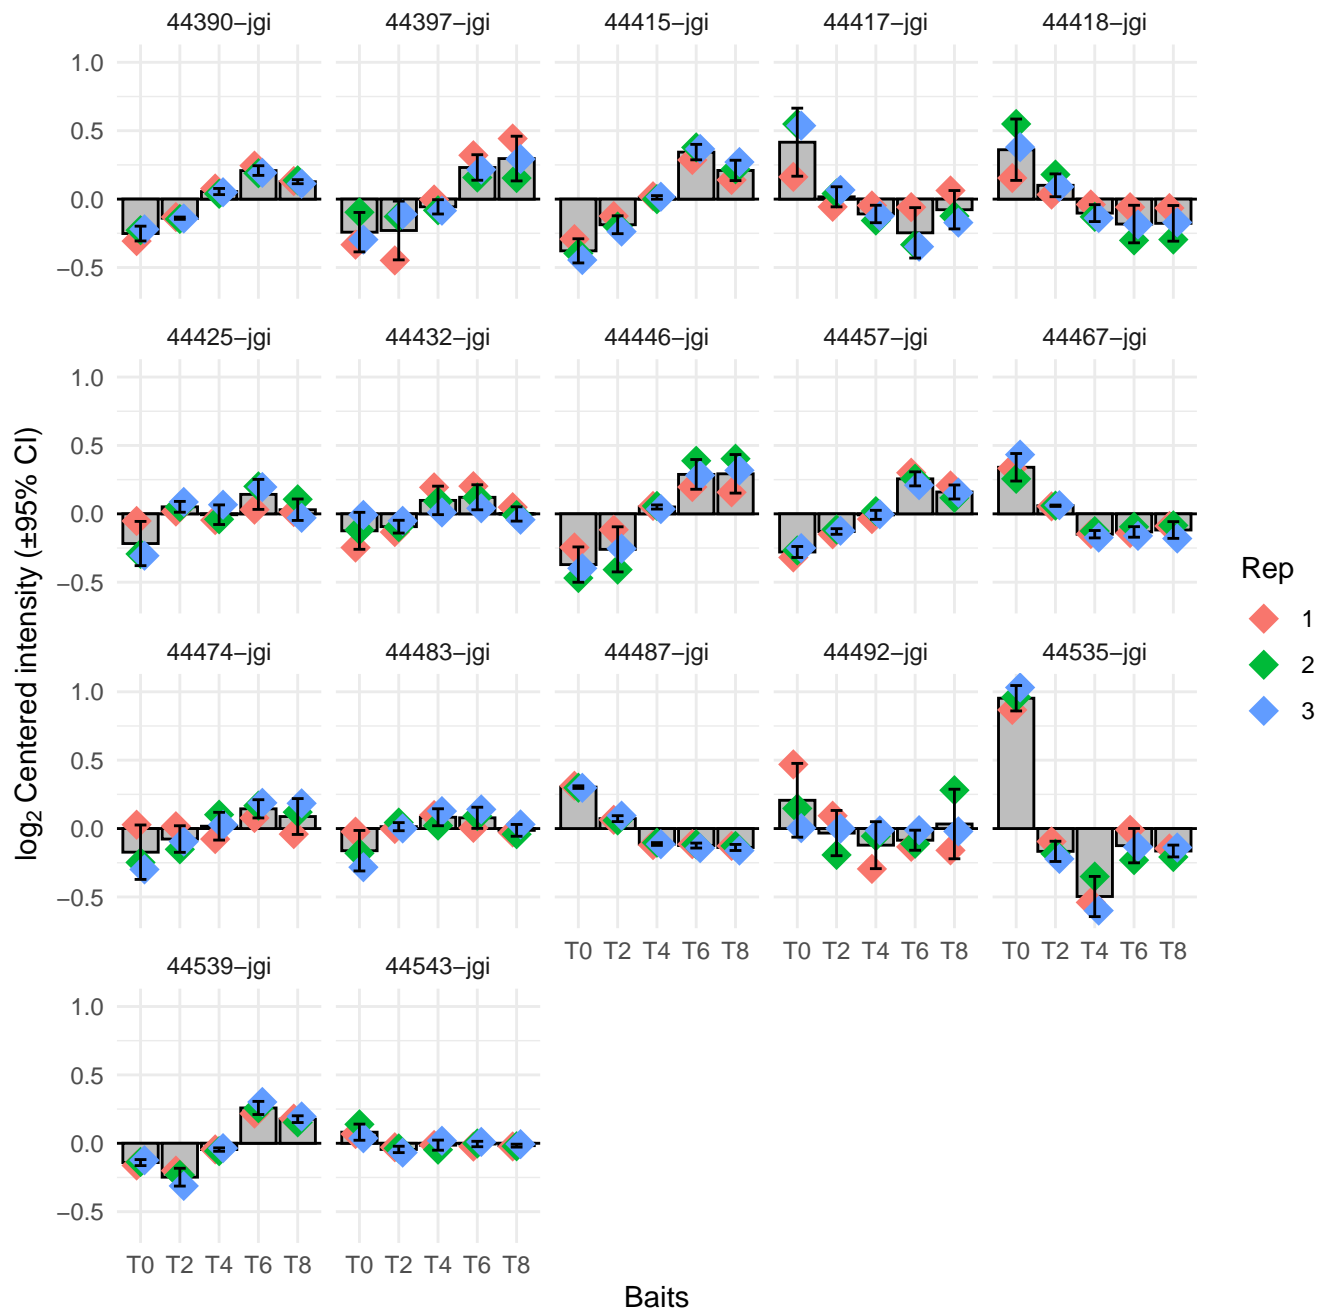 44390−jgi 44397−jgi 44415−jgi 44417−jgi 44418−jgi
1.0
0.5
0.0
−0.5
44425−jgi 44432−jgi 44446−jgi 44457−jgi 44467−jgi
1.0
0.5
0.0
−0.5
44474−jgi 44483−jgi 44487−jgi 44492−jgi 44535−jgi
1.0
0.5
0.0
−0.5
T0 T2 T4 T6 T8 T0 T2 T4 T6 T8 T0 T2 T4 T6 T8
44539−jgi 44543−jgi
1.0
0.5
0.0
−0.5
T0 T2 T4 T6 T8 T0 T2 T4 T6 T8
Baits
log₂ Centered intensity (±95% CI)
Rep
1
2
3